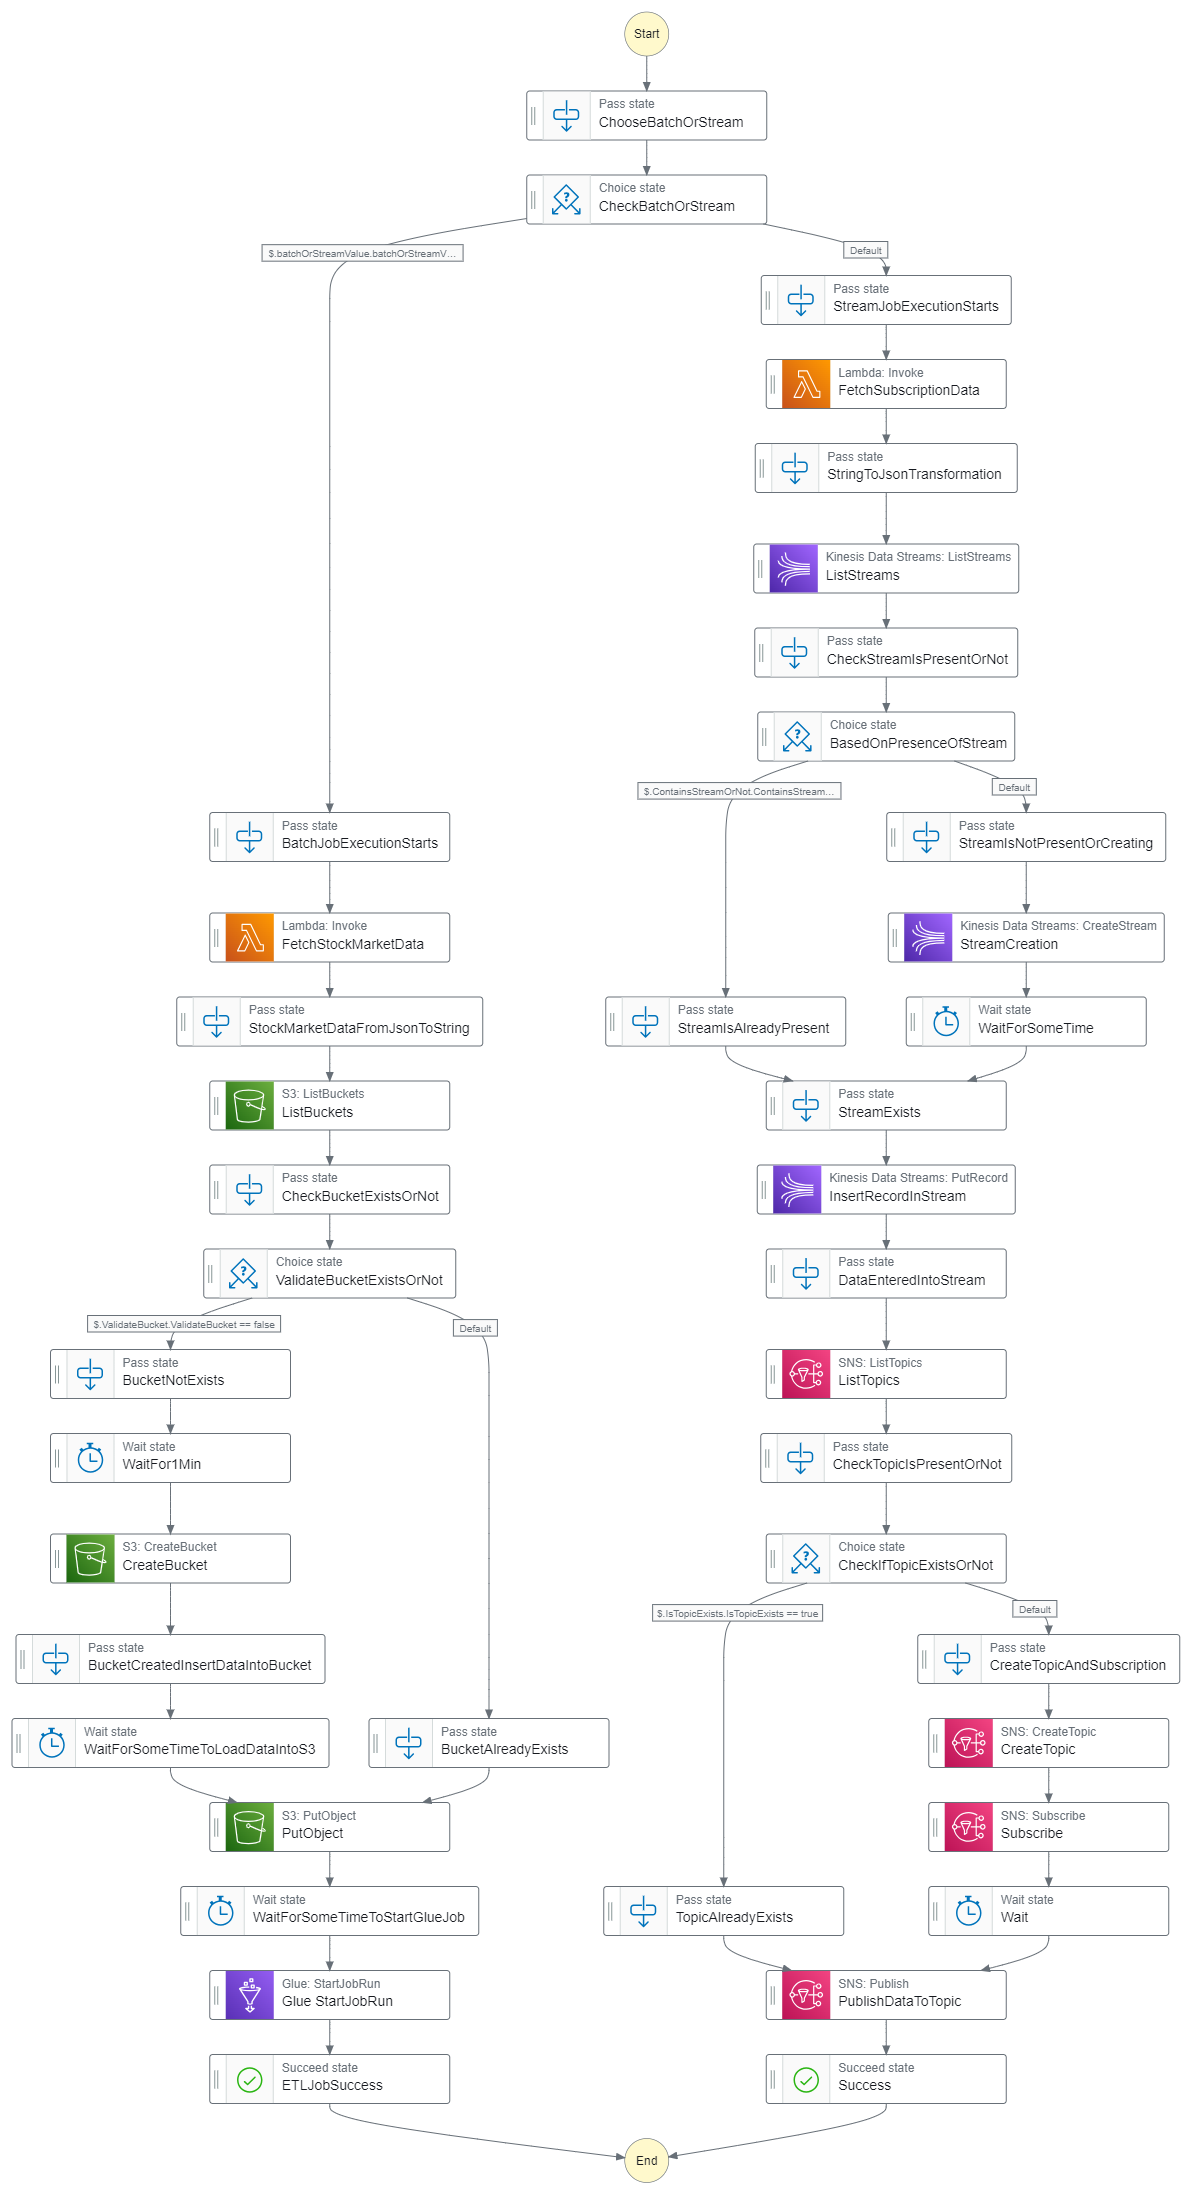 Start
Pass state
ChooseBatchOrStream
Choice state
CheckBatchOrStream
$.batchOrStreamValue.batchOrStreamV...
Default
Pass state
StreamJobExecutionStarts
Lambda: Invoke
FetchSubscriptionData
Pass state
StringToJsonTransformation
Kinesis Data Streams: ListStreams
ListStreams
Pass state
CheckStreamIsPresentOrNot
Choice state
BasedOnPresenceOfStream
$.ContainsStreamOrNot.ContainsStream...
Default
Pass state
BatchJobExecutionStarts
Pass state
StreamIsNotPresentOrCreating
Lambda: Invoke
FetchStockMarketData
Kinesis Data Streams: CreateStream
StreamCreation
Pass state
StockMarketDataFromJsonToString
Pass state
StreamIsAlreadyPresent
Wait state
WaitForSomeTime
S3: ListBuckets
ListBuckets
Pass state
StreamExists
Pass state
CheckBucketExistsOrNot
Kinesis Data Streams: PutRecord
InsertRecordInStream
Choice state
ValidateBucketExistsOrNot
Pass state
DataEnteredIntoStream
$.ValidateBucket.ValidateBucket == false
Default
Pass state
BucketNotExists
SNS: ListTopics
ListTopics
Wait state
WaitFor1Min
Pass state
CheckTopicIsPresentOrNot
S3: CreateBucket
CreateBucket
Choice state
CheckIfTopicExistsOrNot
$.IsTopicExists.IsTopicExists == true
Default
Pass state
BucketCreatedInsertDataIntoBucket
Pass state
CreateTopicAndSubscription
Wait state
WaitForSomeTimeToLoadDataIntoS3
Pass state
BucketAlreadyExists
SNS: CreateTopic
CreateTopic
S3: PutObject
PutObject
SNS: Subscribe
Subscribe
Wait state
WaitForSomeTimeToStartGlueJob
Pass state
TopicAlreadyExists
Wait state
Wait
Glue: StartJobRun
Glue StartJobRun
SNS: Publish
PublishDataToTopic
Succeed state
ETLJobSuccess
Succeed state
Success
End